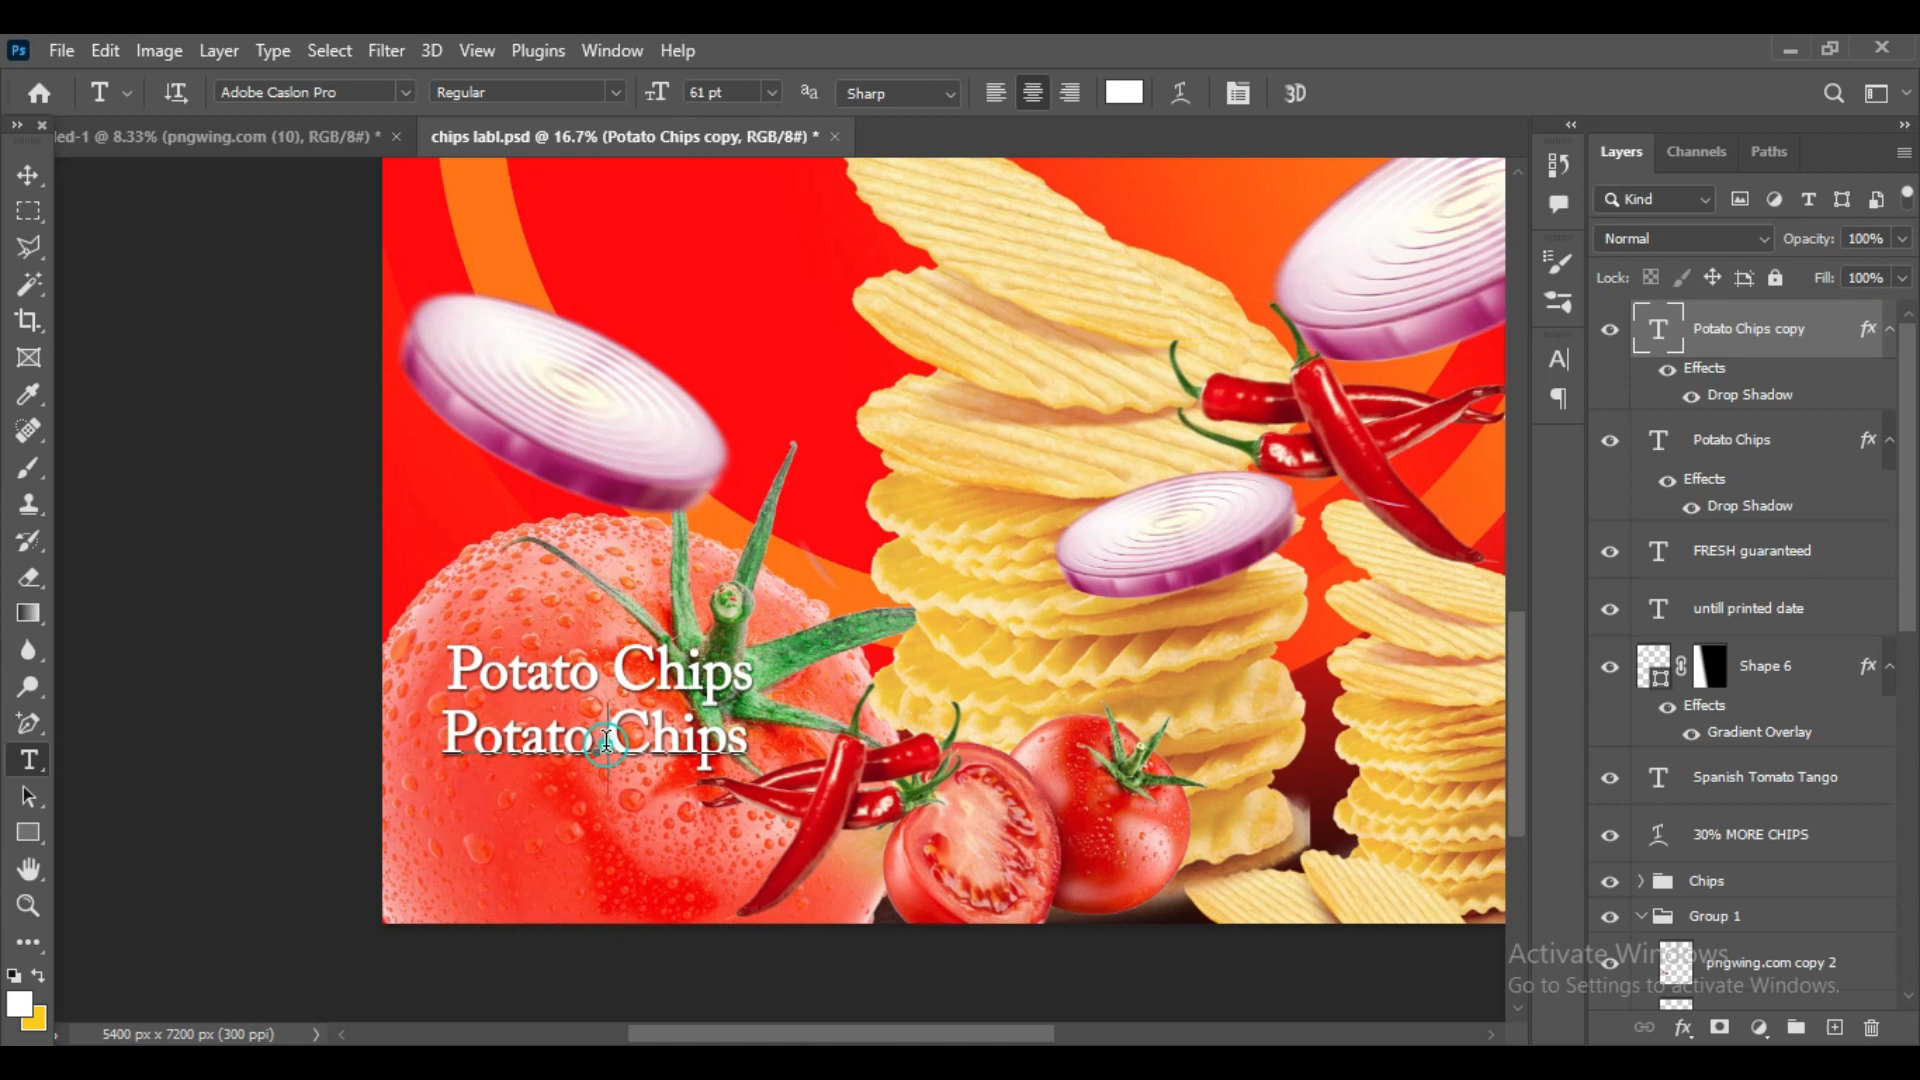 Ps File Edit Image Layer Type Select Filter 3D View Plugins Window Help
Adobe Caslon Pro Regular 61 pt Sharp 3D
led-1 @ 8.33% (pngwing.com (10), RGB/8#) * chips labl.psd @ 16.7% (Potato Chips copy, RGB/8#) *
Layers Channels Paths
Kind
Normal Opacity: 100%
Lock: Fill: 100%
Potato Chips copy fx
Effects
Drop Shadow
Potato Chips fx
Effects
Drop Shadow
FRESH guaranteed
untill printed date
Shape 6 fx
Effects
Gradient Overlay
Spanish Tomato Tango
30% MORE CHIPS
Chips
Group 1
pngwing.com copy 2
Potato Chips
Potato Chips
Activate Windows
Go to Settings to activate Windows.
5400 px x 7200 px (300 ppi)